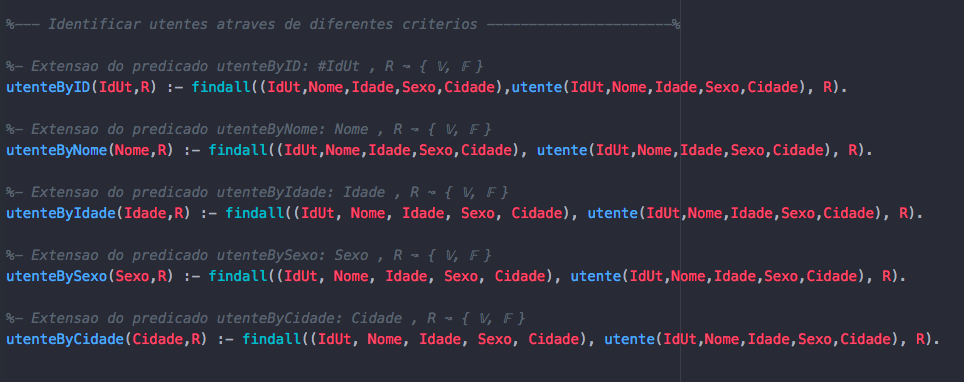 %--- Identificar utentes atraves de diferentes criterios ----------------------%
%- Extensao do predicado utenteByID: #IdUt , R ↝ { 𝕍, 𝔽 }
utenteByID(IdUt,R) :- findall((IdUt,Nome,Idade,Sexo,Cidade),utente(IdUt,Nome,Idade,Sexo,Cidade), R).
%- Extensao do predicado utenteByNome: Nome , R ↝ { 𝕍, 𝔽 }
utenteByNome(Nome,R) :- findall((IdUt,Nome,Idade,Sexo,Cidade), utente(IdUt,Nome,Idade,Sexo,Cidade), R).
%- Extensao do predicado utenteByIdade: Idade , R ↝ { 𝕍, 𝔽 }
utenteByIdade(Idade,R) :- findall((IdUt, Nome, Idade, Sexo, Cidade), utente(IdUt,Nome,Idade,Sexo,Cidade), R).
%- Extensao do predicado utenteBySexo: Sexo , R ↝ { 𝕍, 𝔽 }
utenteBySexo(Sexo,R) :- findall((IdUt, Nome, Idade, Sexo, Cidade), utente(IdUt,Nome,Idade,Sexo,Cidade), R).
%- Extensao do predicado utenteByCidade: Cidade , R ↝ { 𝕍, 𝔽 }
utenteByCidade(Cidade,R) :- findall((IdUt, Nome, Idade, Sexo, Cidade), utente(IdUt,Nome,Idade,Sexo,Cidade), R).